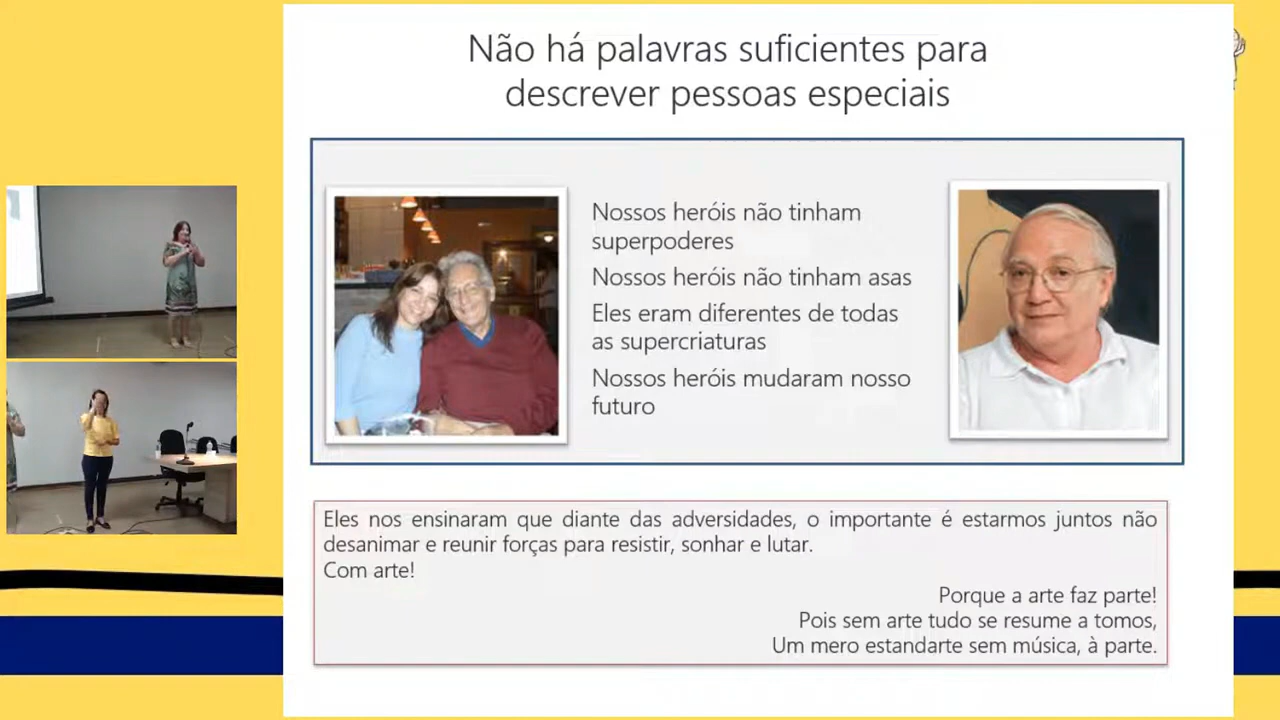 Não há palavras suficientes para
descrever pessoas especiais
Nossos heróis não tinham
superpoderes
Nossos heróis não tinham asas
Eles eram diferentes de todas
as supercriaturas
Nossos heróis mudaram nosso
futuro
Eles nos ensinaram que diante das adversidades, o importante é estarmos juntos não
desanimar e reunir forças para resistir, sonhar e lutar.
Com arte!
Porque a arte faz parte!
Pois sem arte tudo se resume a tomos,
Um mero estandarte sem música, à parte.